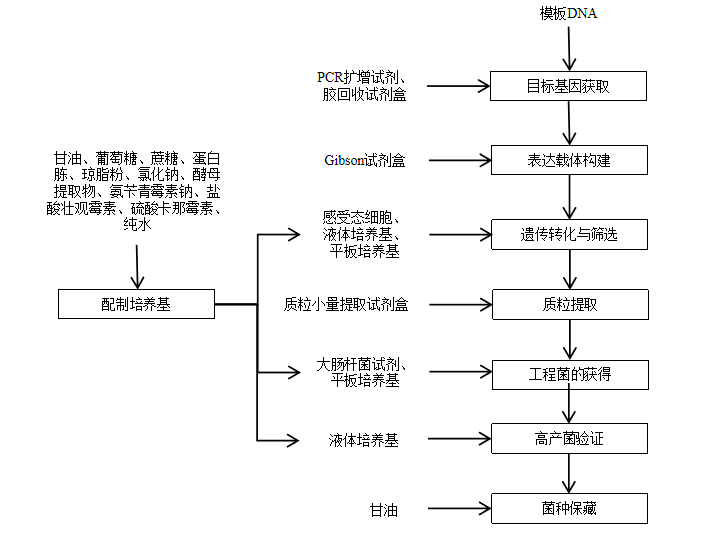 模板DNA
PCR扩增试剂、
胶回收试剂盒
目标基因获取
Gibson试剂盒
表达载体构建
甘油、葡萄糖、蔗糖、蛋白
胨、琼脂粉、氯化钠、酵母
提取物、氨苄青霉素钠、盐
酸壮观霉素、硫酸卡那霉素、
纯水
感受态细胞、
液体培养基、
平板培养基
遗传转化与筛选
配制培养基
质粒小量提取试剂盒
质粒提取
大肠杆菌试剂、
平板培养基
工程菌的获得
液体培养基
高产菌验证
甘油
菌种保藏